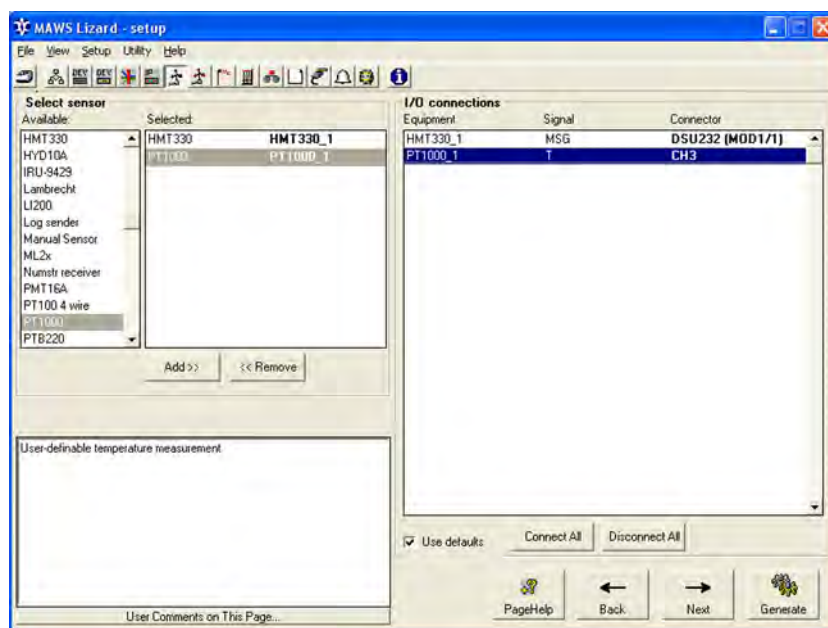 MAWS Lizard - setup
File View Setup Utility Help
Select sensor
Available: Selected:
HMT330
HYD10A
IRU-9429
Lambrecht
LI200
Log sender
Manual Sensor
ML2x
Numstr receiver
PMT16A
PT100 4 wire
PT1000
PTB220
HMT330 HMT330_1
PT1000 PT1000_1
Add >> << Remove
User-definable temperature measurement
User Comments on This Page...
I/O connections
Equipment Signal Connector
HMT330_1 MSG DSU232 (MOD1/1)
PT1000_1 T CH3
Use defaults Connect All Disconnect All
PageHelp Back Next Generate